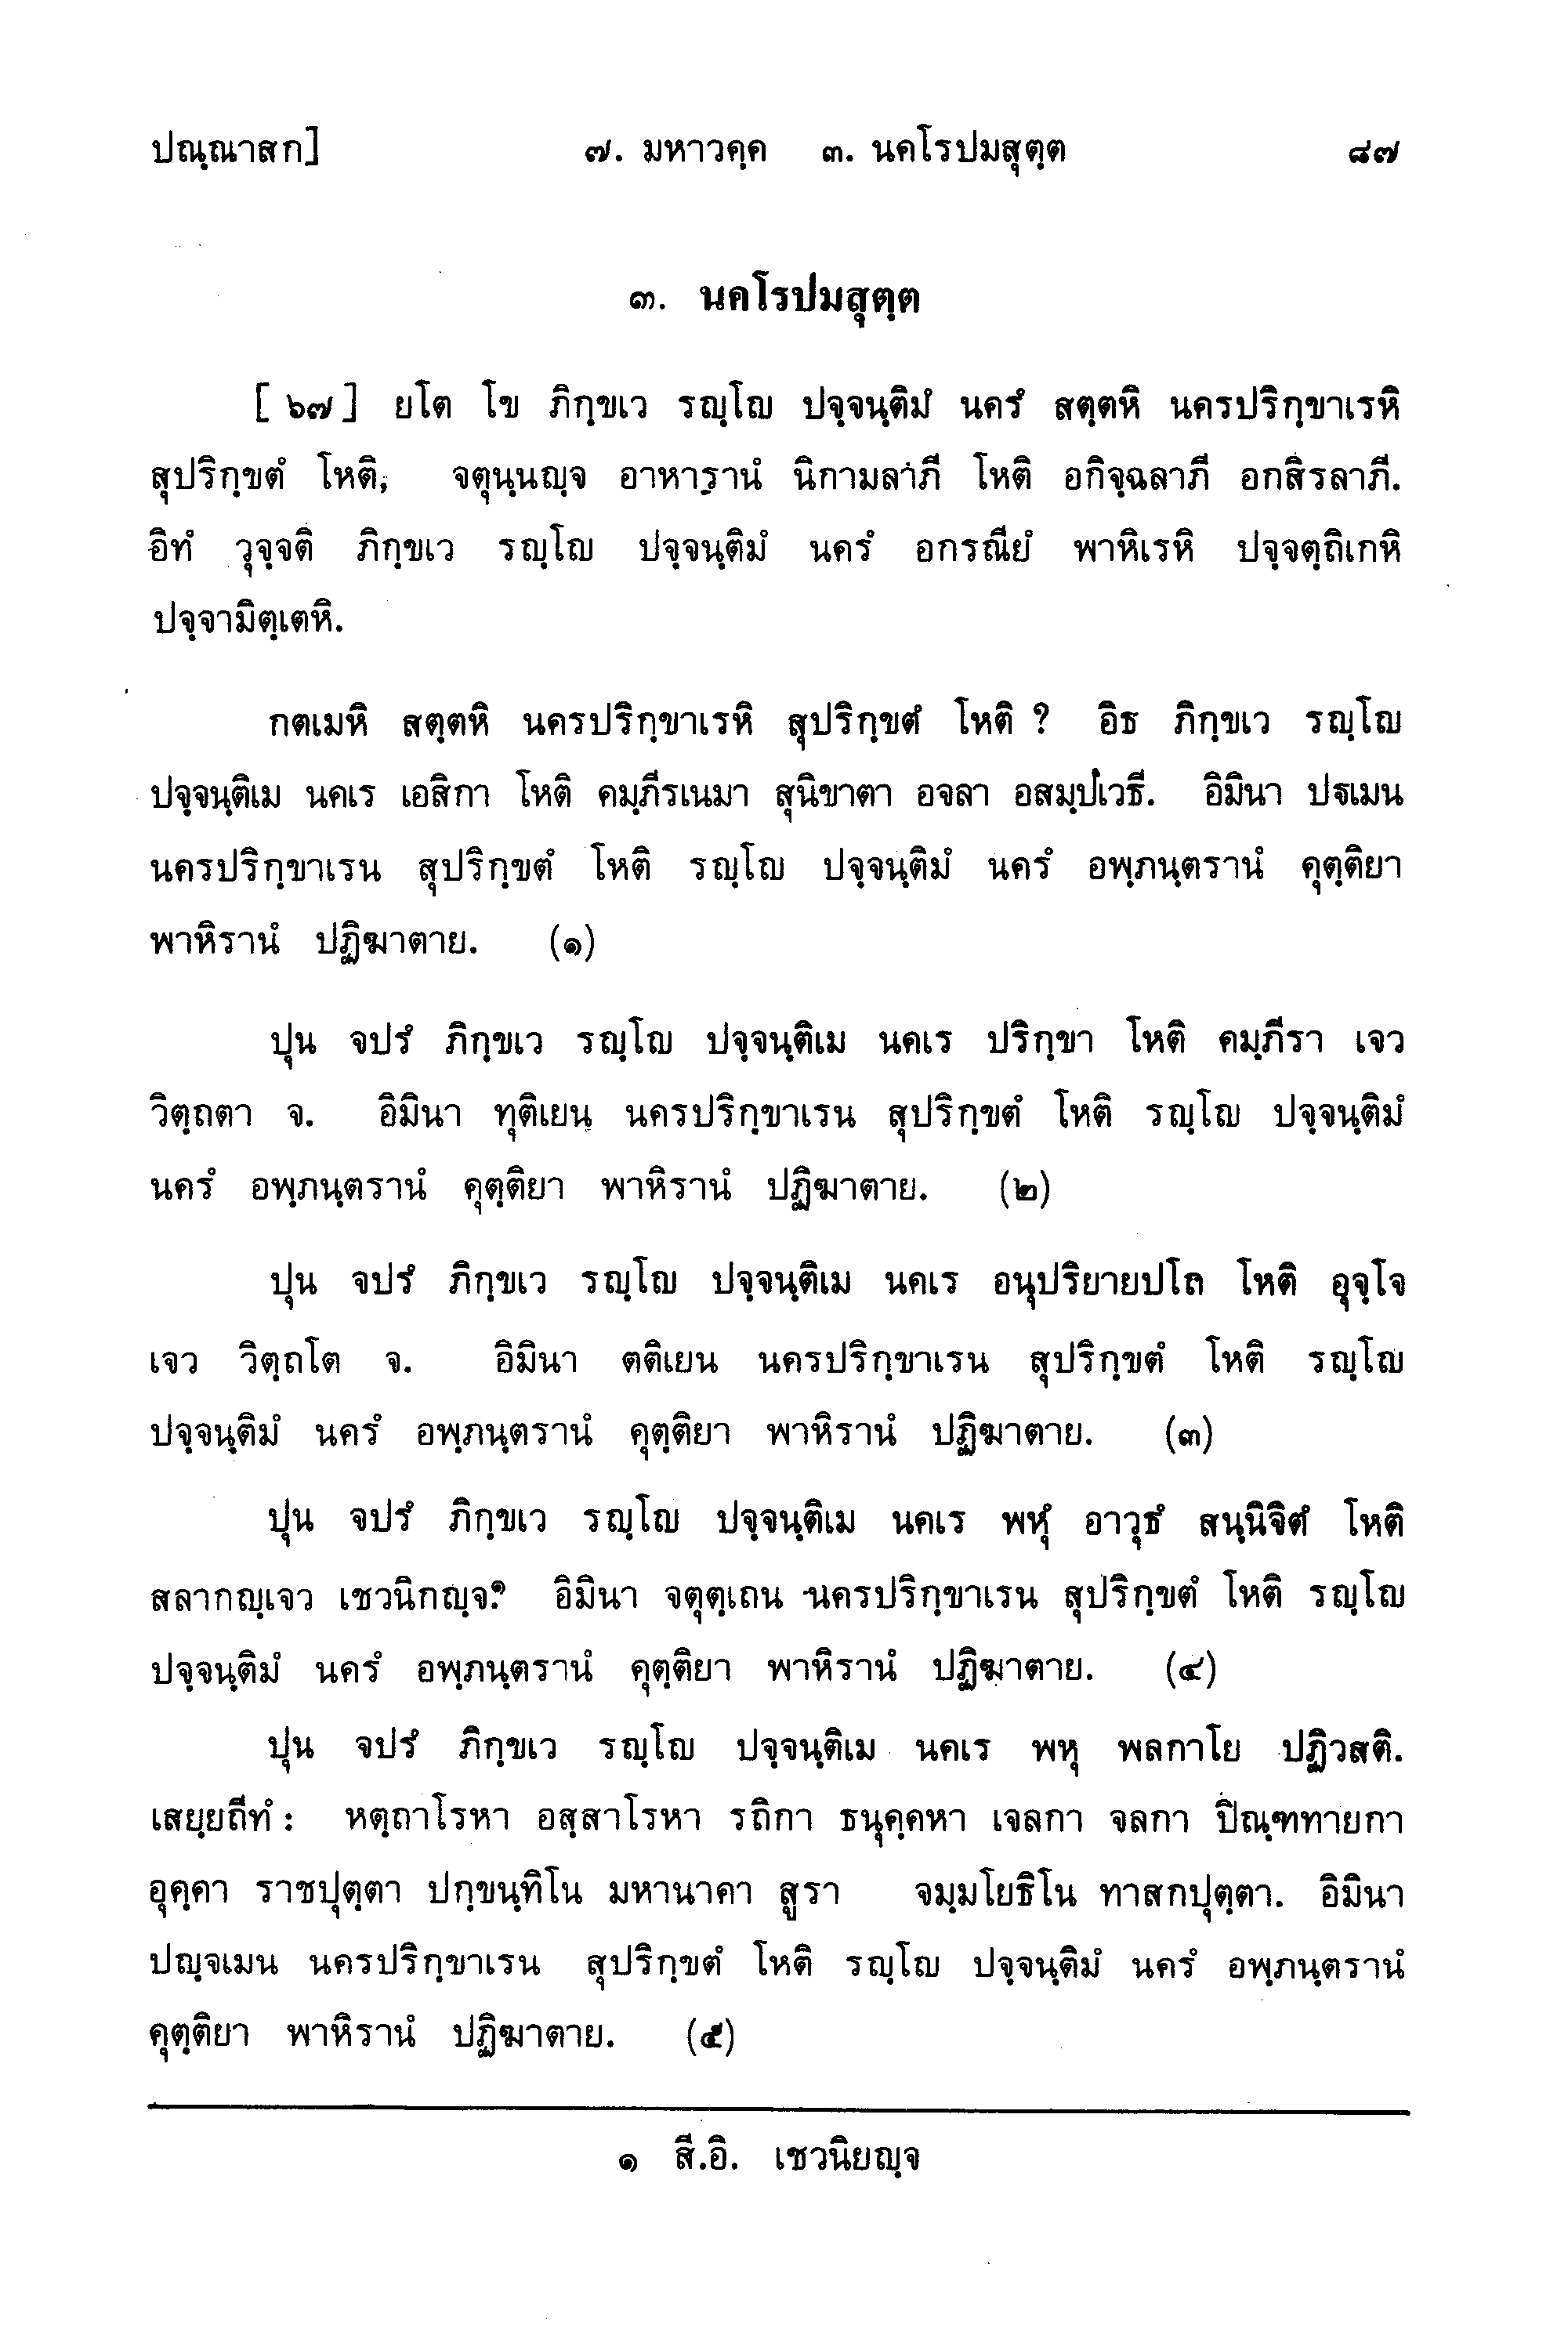 ปณฺณาสก] ๗. มหาวคฺค ๓. นคโรปมสุตฺต ๘๗
๓. นคโรปมสุตฺต
[ ๖๗ ] ยโต โข ภิกฺขเว รญฺโญ ปจฺจนฺติมํ นครํ สตฺตหิ นครปริกฺขาเรหิ
สุปริกฺขตํ โหติ, จตุนฺนญฺจ อาหารานํ นิกามลาภี โหติ อกิจฺฉลาภี อกสิรลาภี.
อิทํ วุจฺจติ ภิกฺขเว รญฺโญ ปจฺจนฺติมํ นครํ อกรณียํ พาหิเรหิ ปจฺจตฺถิเกหิ
ปจฺจามิตฺเตหิ.
กตเมหิ สตฺตหิ นครปริกฺขาเรหิ สุปริกฺขตํ โหติ ? อิธ ภิกฺขเว รญฺโญ
ปจฺจนฺติเม นคเร เอสิกา โหติ คมฺภีรเนมา สุนิขาตา อจลา อสมฺปเวธี. อิมินา ปฐเมน
นครปริกฺขาเรน สุปริกฺขตํ โหติ รญฺโญ ปจฺจนฺติมํ นครํ อพฺภนฺตรานํ คุตฺติยา
พาหิรานํ ปฏิฆาตาย. (๑)
ปุน จปรํ ภิกฺขเว รญฺโญ ปจฺจนฺติเม นคเร ปริกฺขา โหติ คมฺภีรา เจว
วิตฺถตา จ. อิมินา ทุติเยน นครปริกฺขาเรน สุปริกฺขตํ โหติ รญฺโญ ปจฺจนฺติมํ
นครํ อพฺภนฺตรานํ คุตฺติยา พาหิรานํ ปฏิฆาตาย. (๒)
ปุน จปรํ ภิกฺขเว รญฺโญ ปจฺจนฺติเม นคเร อนุปริยายปโถ โหติ อุจฺโจ
เจว วิตฺถโต จ. อิมินา ตติเยน นครปริกฺขาเรน สุปริกฺขตํ โหติ รญฺโญ
ปจฺจนฺติมํ นครํ อพฺภนฺตรานํ คุตฺติยา พาหิรานํ ปฏิฆาตาย. (๓)
ปุน จปรํ ภิกฺขเว รญฺโญ ปจฺจนฺติเม นคเร พหุํ อาวุธํ สนฺนิจิตํ โหติ
สลากญฺเจว เชวนิกญฺจ.๑ อิมินา จตุตฺเถน นครปริกฺขาเรน สุปริกฺขตํ โหติ รญฺโญ
ปจฺจนฺติมํ นครํ อพฺภนฺตรานํ คุตฺติยา พาหิรานํ ปฏิฆาตาย. (๔)
ปุน จปรํ ภิกฺขเว รญฺโญ ปจฺจนฺติเม นคเร พหุ พลกาโย ปฏิวสติ.
เสยฺยถีทํ : หตฺถาโรหา อสฺสาโรหา รถิกา ธนุคฺคหา เจลกา จลกา ปิณฺฑทายกา
อุคฺคา ราชปุตฺตา ปกฺขนฺทิโน มหานาคา สูรา จมฺมโยธิโน ทาสกปุตฺตา. อิมินา
ปญฺจเมน นครปริกฺขาเรน สุปริกฺขตํ โหติ รญฺโญ ปจฺจนฺติมํ นครํ อพฺภนฺตรานํ
คุตฺติยา พาหิรานํ ปฏิฆาตาย. (๕)
๑ สี.อิ. เชวนิยญฺจ